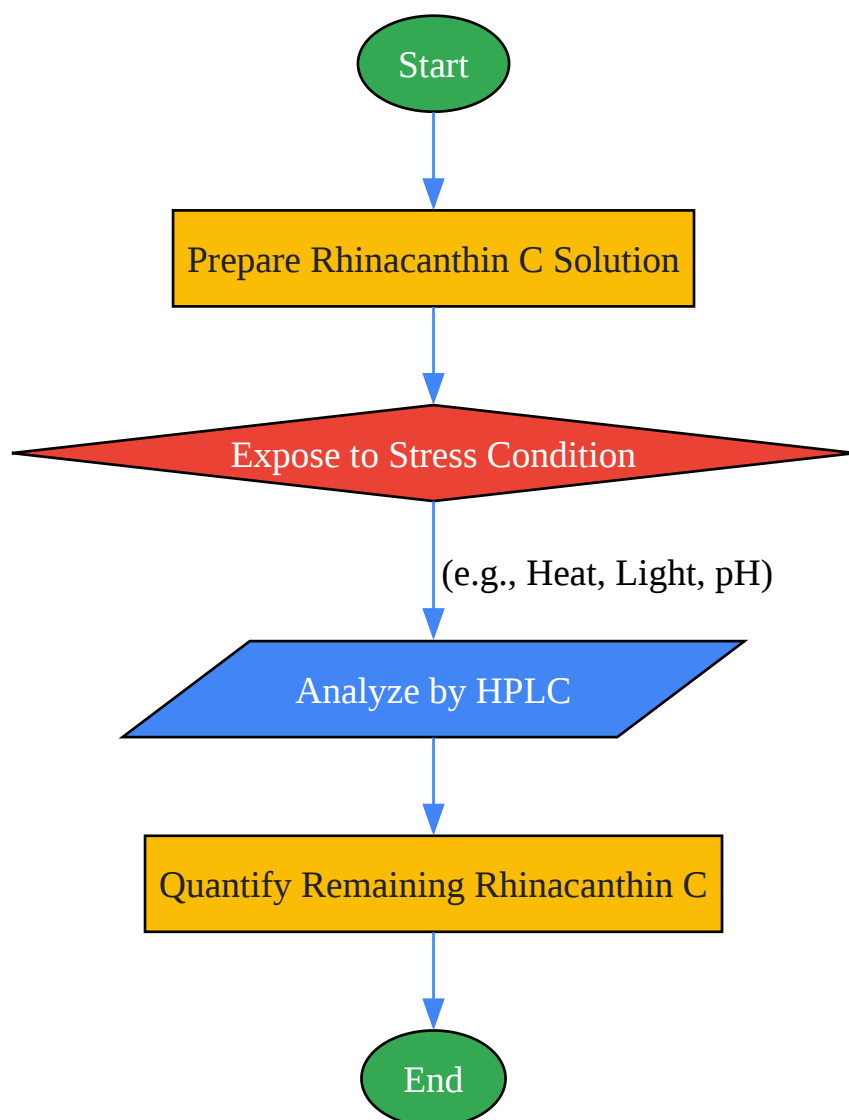 Start
Prepare Rhinacanthin C Solution
Expose to Stress Condition
(e.g., Heat, Light, pH)
Analyze by HPLC
Quantify Remaining Rhinacanthin C
End